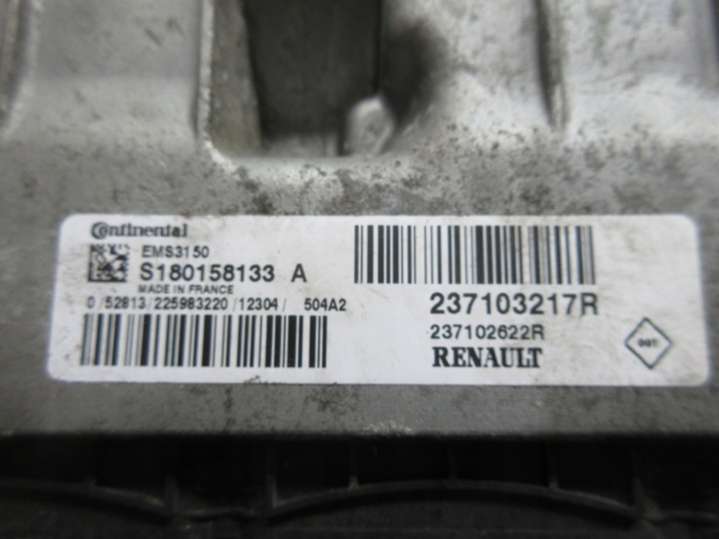 Continental
EMS3150
S180158133 A
MADE IN FRANCE
0 /52813/225983220 /12304/ 504A2
237103217R
237102622R
RENAULT